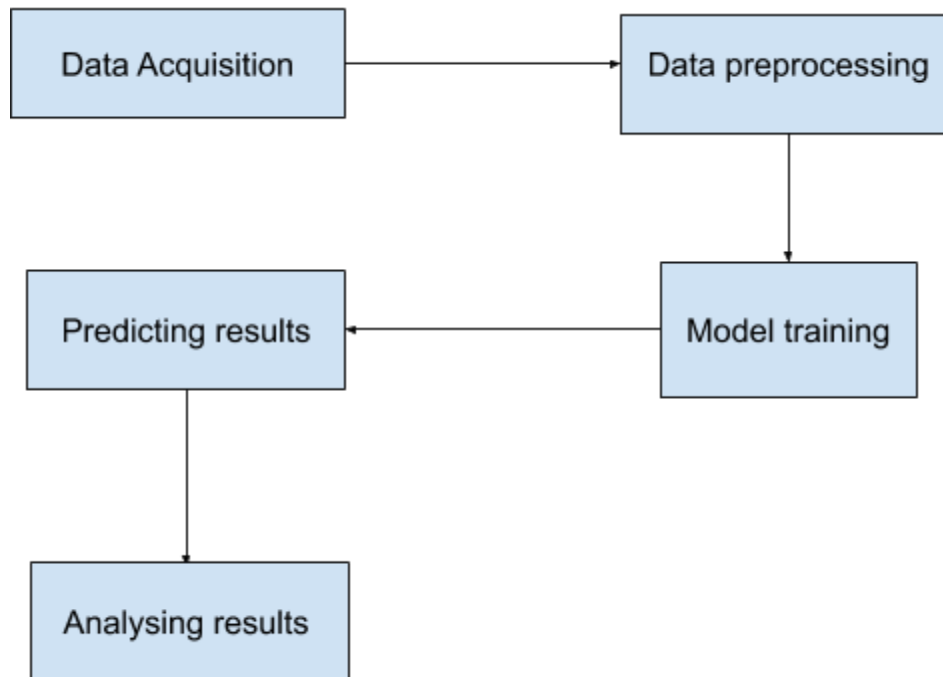 Data Acquisition
Data preprocessing
Model training
Predicting results
Analysing results